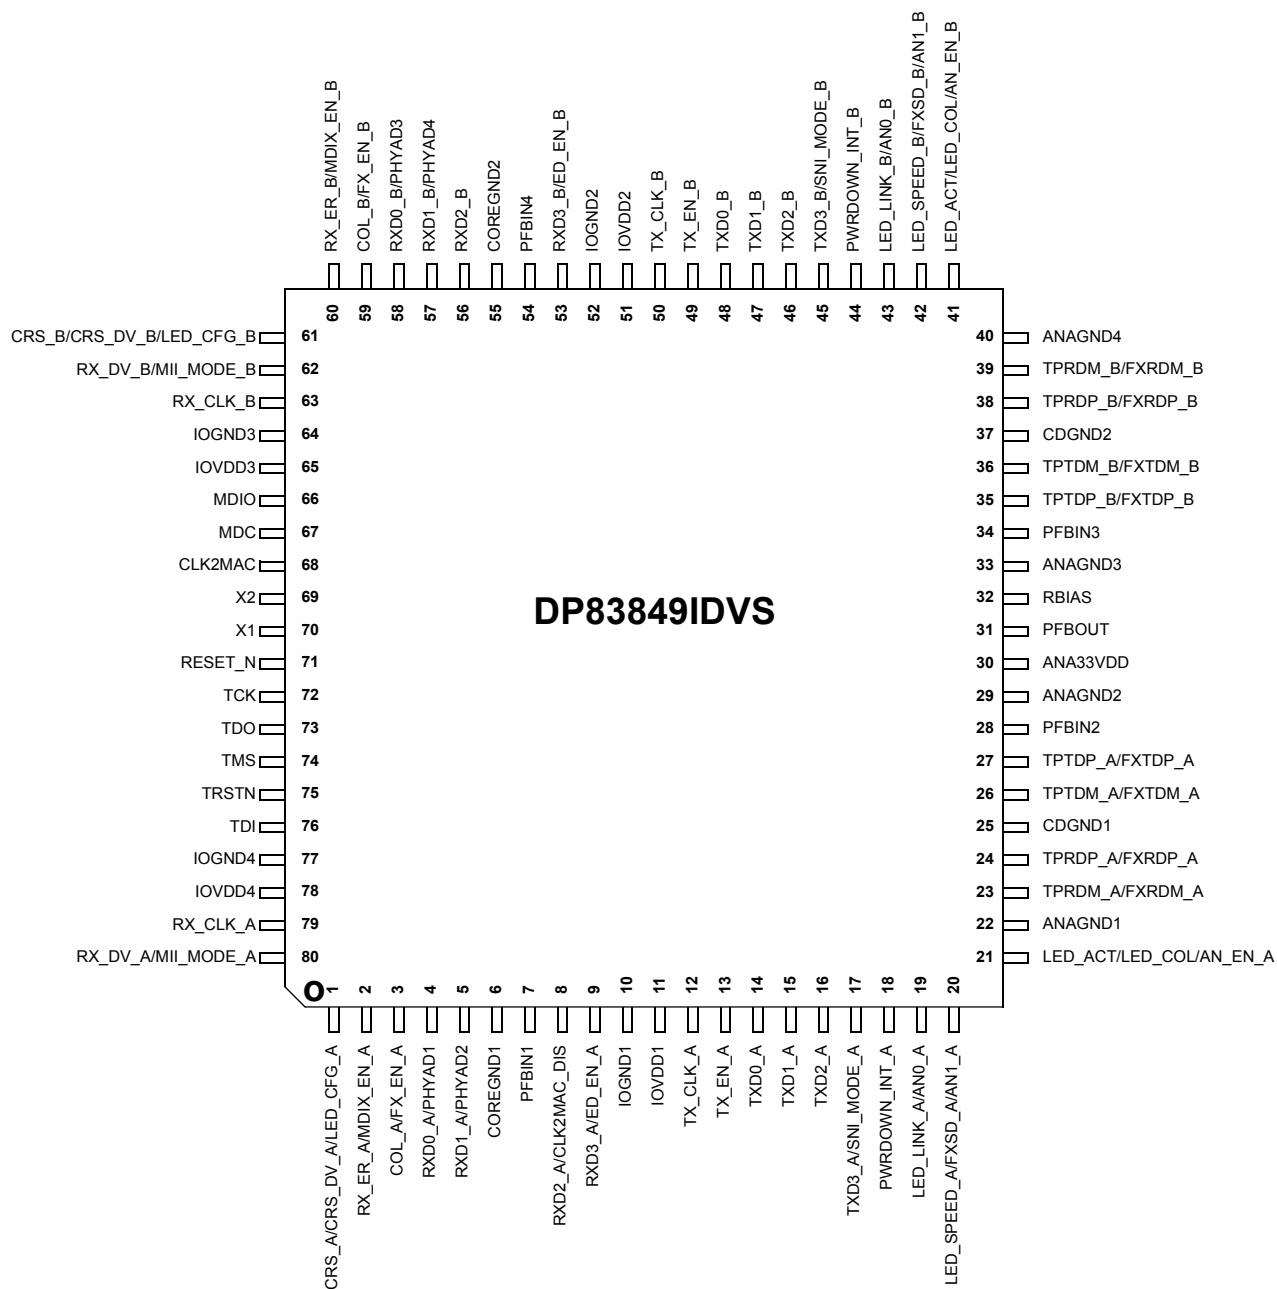 RX_ER_B/MDIX_EN_B
COL_B/FX_EN_B
RXD0_B/PHYAD3
RXD1_B/PHYAD4
RXD2_B
COREGND2
PFBIN4
RXD3_B/ED_EN_B
IOGND2
IOVDD2
TX_CLK_B
TX_EN_B
TXD0_B
TXD1_B
TXD2_B
TXD3_B/SNI_MODE_B
PWRDOWN_INT_B
LED_LINK_B/AN0_B
LED_SPEED_B/FXSD_B/AN1_B
LED_ACT/LED_COL/AN_EN_B
60
59
58
57
56
55
54
53
52
51
50
49
48
47
46
45
44
43
42
41
CRS_B/CRS_DV_B/LED_CFG_B 61
RX_DV_B/MII_MODE_B 62
RX_CLK_B 63
IOGND3 64
IOVDD3 65
MDIO 66
MDC 67
CLK2MAC 68
X2 69
X1 70
RESET_N 71
TCK 72
TDO 73
TMS 74
TRSTN 75
TDI 76
IOGND4 77
IOVDD4 78
RX_CLK_A 79
RX_DV_A/MII_MODE_A 80
DP83849IDVS
40 ANAGND4
39 TPRDM_B/FXRDM_B
38 TPRDP_B/FXRDP_B
37 CDGND2
36 TPTDM_B/FXTDM_B
35 TPTDP_B/FXTDP_B
34 PFBIN3
33 ANAGND3
32 RBIAS
31 PFBOUT
30 ANA33VDD
29 ANAGND2
28 PFBIN2
27 TPTDP_A/FXTDP_A
26 TPTDM_A/FXTDM_A
25 CDGND1
24 TPRDP_A/FXRDP_A
23 TPRDM_A/FXRDM_A
22 ANAGND1
21 LED_ACT/LED_COL/AN_EN_A
1
2
3
4
5
6
7
8
9
10
11
12
13
14
15
16
17
18
19
20
CRS_A/CRS_DV_A/LED_CFG_A
RX_ER_A/MDIX_EN_A
COL_A/FX_EN_A
RXD0_A/PHYAD1
RXD1_A/PHYAD2
COREGND1
PFBIN1
RXD2_A/CLK2MAC_DIS
RXD3_A/ED_EN_A
IOGND1
IOVDD1
TX_CLK_A
TX_EN_A
TXD0_A
TXD1_A
TXD2_A
TXD3_A/SNI_MODE_A
PWRDOWN_INT_A
LED_LINK_A/AN0_A
LED_SPEED_A/FXSD_A/AN1_A